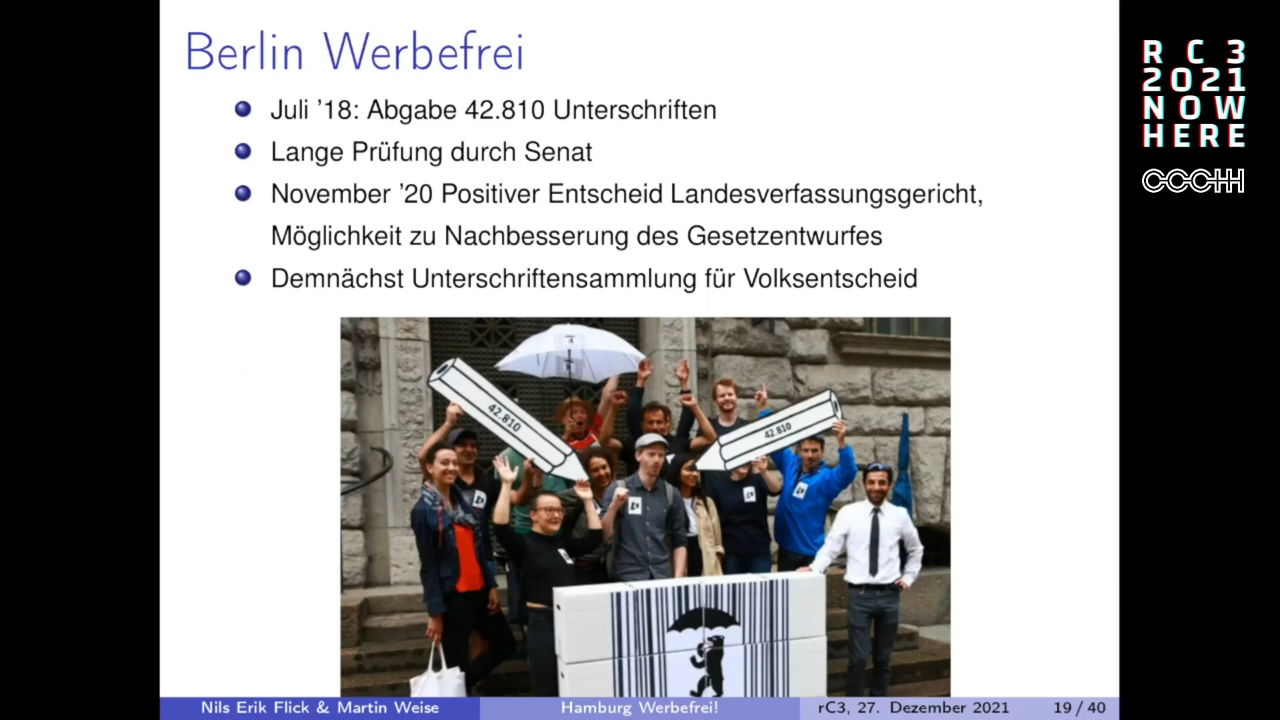 Berlin Werbefrei
Juli ’18: Abgabe 42.810 Unterschriften
Lange Prüfung durch Senat
November ’20 Positiver Entscheid Landesverfassungsgericht,
Möglichkeit zu Nachbesserung des Gesetzentwurfes
Demnächst Unterschriftensammlung für Volksentscheid
42.810
42.810
Nils Erik Flick & Martin Weise
Hamburg Werbefrei!
rC3, 27. Dezember 2021
19 / 40
RC3
2021
NOW
HERE
CCCHH